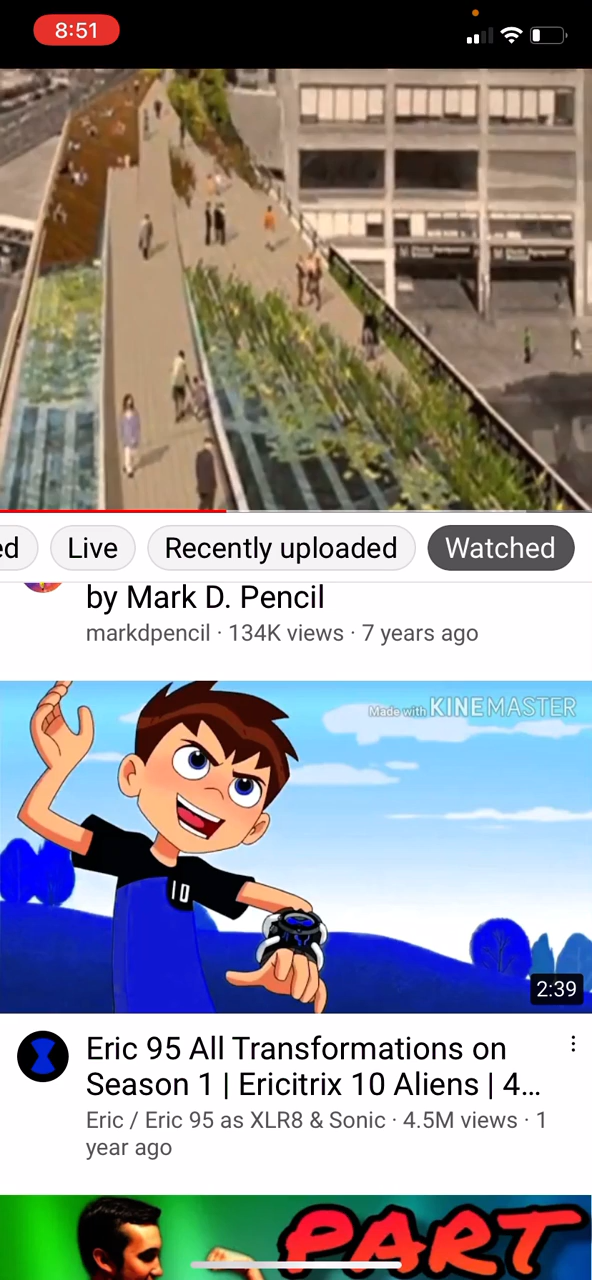 8:51
ed
Live
Recently uploaded
Watched
by Mark D. Pencil
markdpencil · 134K views · 7 years ago
Made with KINEMASTER
10
2:39
Eric 95 All Transformations on
Season 1 | Ericitrix 10 Aliens | 4...
Eric / Eric 95 as XLR8 & Sonic · 4.5M views · 1
year ago
PART